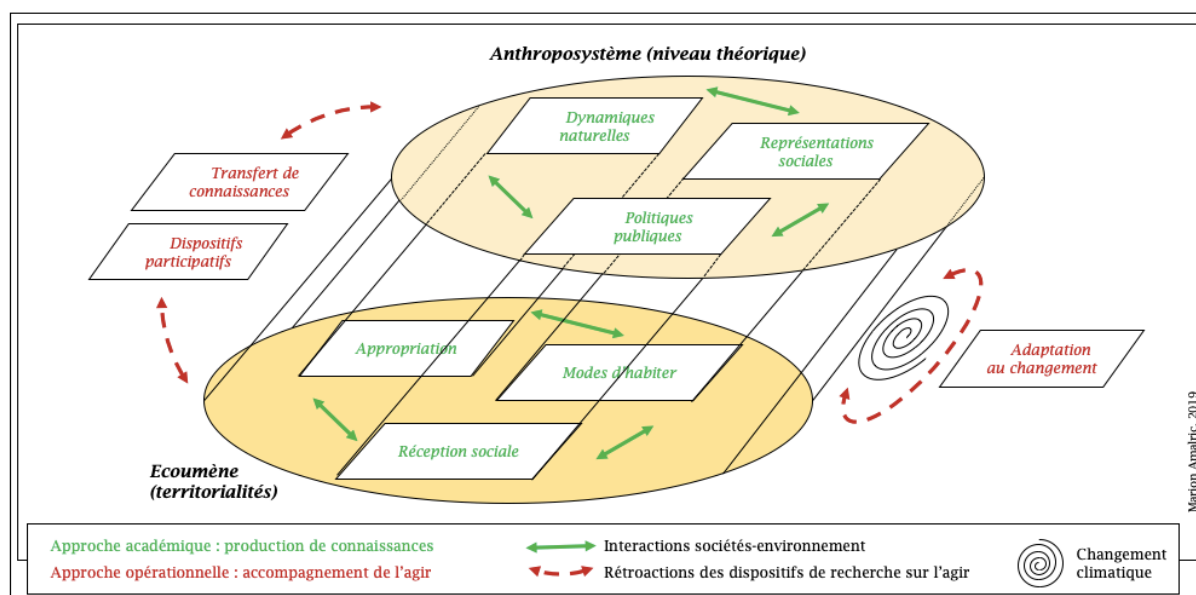 Anthroposystème (niveau théorique)
Dynamiques
naturelles
Représentations
sociales
Transfert de
connaissances
Politiques
publiques
Dispositifs
participatifs
Appropriation
Modes d'habiter
Adaptation
au changement
Réception sociale
Ecoumène
(territorialités)
Marion Amalric, 2019
Approche académique : production de connaissances
Interactions sociétés-environnement
Approche opérationnelle : accompagnement de l'agir
Rétroactions des dispositifs de recherche sur l'agir
Changement
climatique